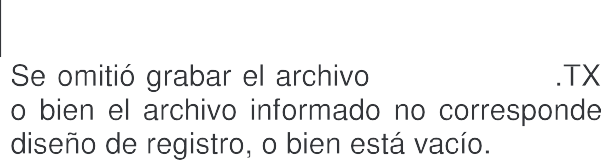 Se omitió grabar el archivo .TX
o bien el archivo informado no corresponde
diseño de registro, o bien está vacío.